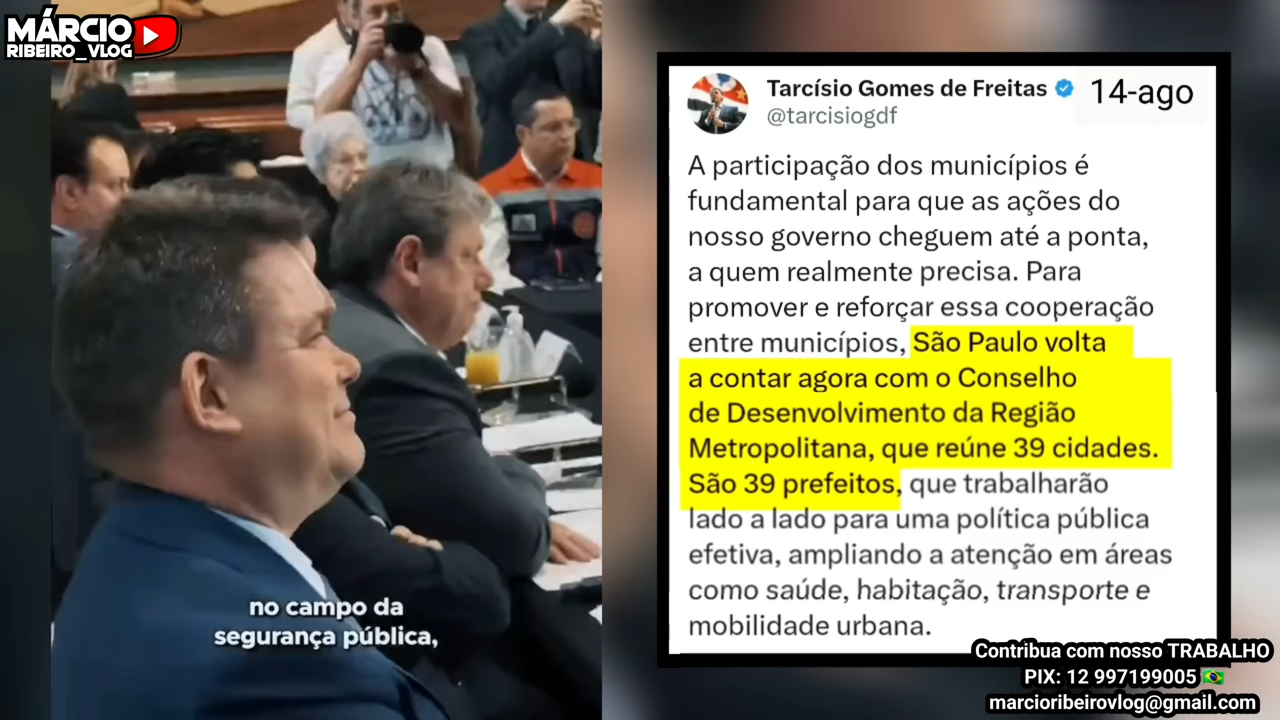 MÁRCIO
RIBEIRO_VLOG
no campo da
segurança pública,
Tarcísio Gomes de Freitas
14-ago
@tarcisiogdf
A participação dos municípios é
fundamental para que as ações do
nosso governo cheguem até a ponta,
a quem realmente precisa. Para
promover e reforçar essa cooperação
entre municípios, São Paulo volta
a contar agora com o Conselho
de Desenvolvimento da Região
Metropolitana, que reúne 39 cidades.
São 39 prefeitos, que trabalharão
lado a lado para uma política pública
efetiva, ampliando a atenção em áreas
como saúde, habitação, transporte e
mobilidade urbana.
Contribua com nosso TRABALHO
PIX: 12 997199005
marcioribeirovlog@gmail.com